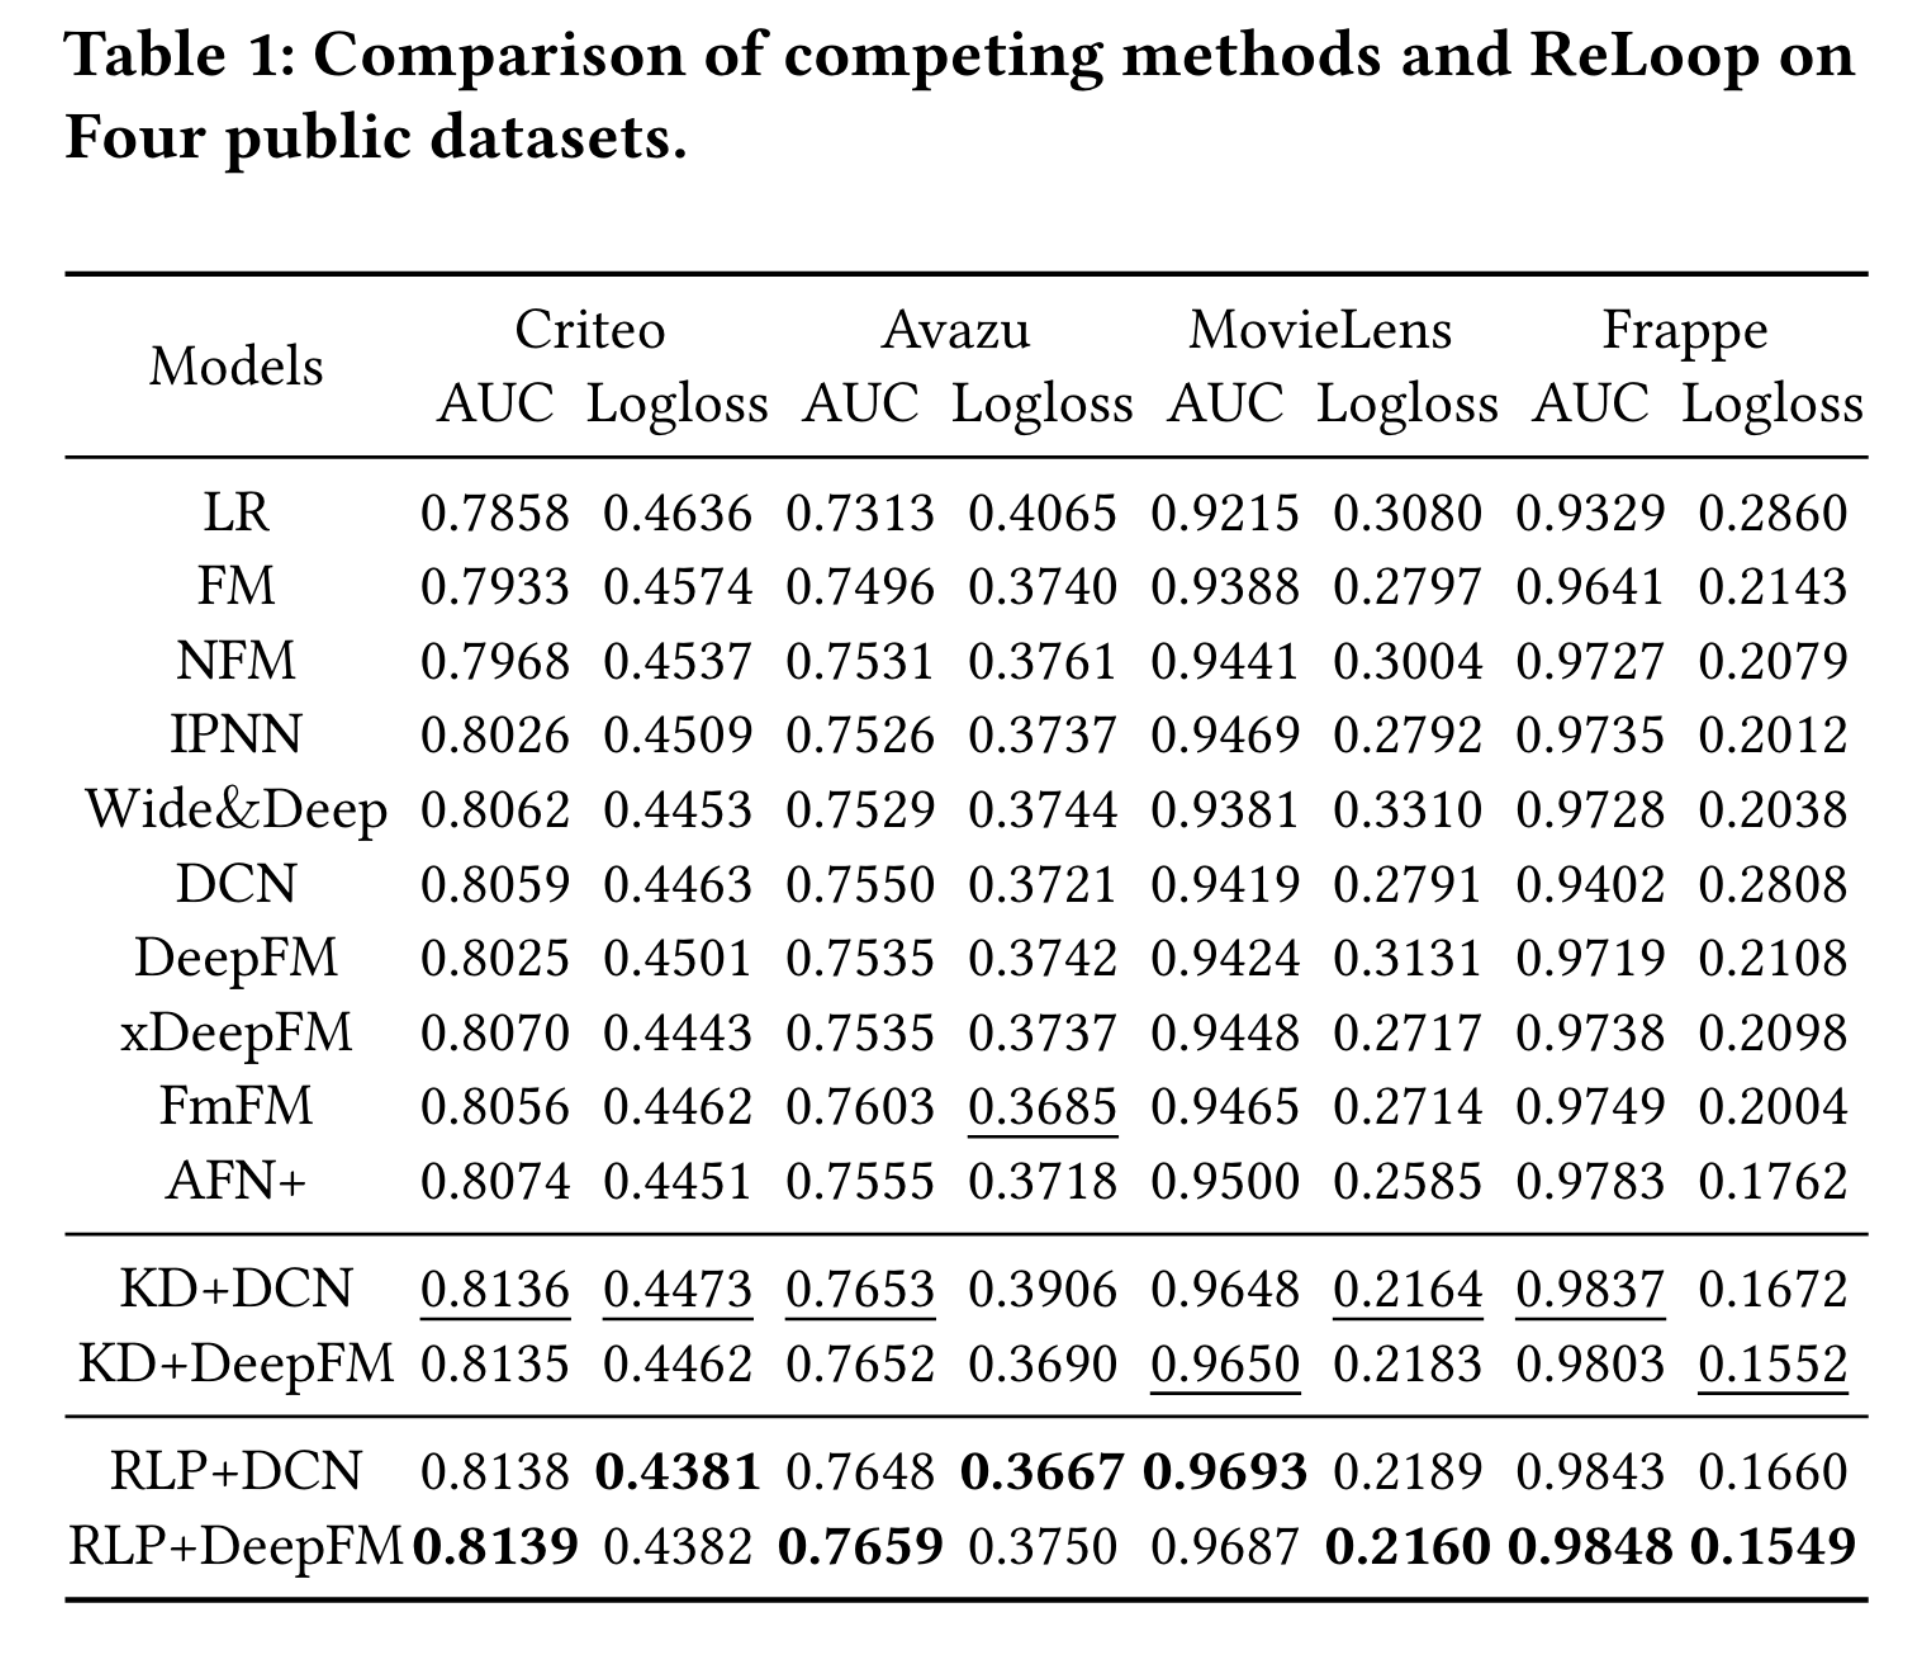 Table 1: Comparison of competing methods and ReLoop on
Four public datasets.
Models Criteo Avazu MovieLens Frappe
AUC Logloss AUC Logloss AUC Logloss AUC Logloss
LR 0.7858 0.4636 0.7313 0.4065 0.9215 0.3080 0.9329 0.2860
FM 0.7933 0.4574 0.7496 0.3740 0.9388 0.2797 0.9641 0.2143
NFM 0.7968 0.4537 0.7531 0.3761 0.9441 0.3004 0.9727 0.2079
IPNN 0.8026 0.4509 0.7526 0.3737 0.9469 0.2792 0.9735 0.2012
Wide&Deep 0.8062 0.4453 0.7529 0.3744 0.9381 0.3310 0.9728 0.2038
DCN 0.8059 0.4463 0.7550 0.3721 0.9419 0.2791 0.9402 0.2808
DeepFM 0.8025 0.4501 0.7535 0.3742 0.9424 0.3131 0.9719 0.2108
xDeepFM 0.8070 0.4443 0.7535 0.3737 0.9448 0.2717 0.9738 0.2098
FmFM 0.8056 0.4462 0.7603 0.3685 0.9465 0.2714 0.9749 0.2004
AFN+ 0.8074 0.4451 0.7555 0.3718 0.9500 0.2585 0.9783 0.1762
KD+DCN 0.8136 0.4473 0.7653 0.3906 0.9648 0.2164 0.9837 0.1672
KD+DeepFM 0.8135 0.4462 0.7652 0.3690 0.9650 0.2183 0.9803 0.1552
RLP+DCN 0.8138 0.4381 0.7648 0.3667 0.9693 0.2189 0.9843 0.1660
RLP+DeepFM 0.8139 0.4382 0.7659 0.3750 0.9687 0.2160 0.9848 0.1549